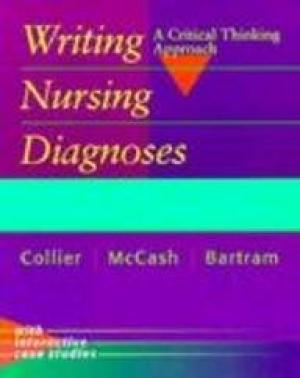 Writing
A Critical Thinking
Approach
Nursing
Diagnoses
Collier | McCash | Bartram
with
interactive
case studies